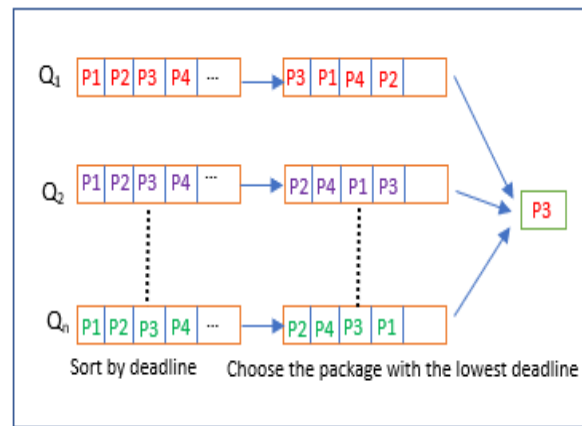 Q1 P1 P2 P3 P4 ... P3 P1 P4 P2
Q2 P1 P2 P3 P4 ... P2 P4 P1 P3
P3
Qn P1 P2 P3 P4 ... P2 P4 P3 P1
Sort by deadline Choose the package with the lowest deadline